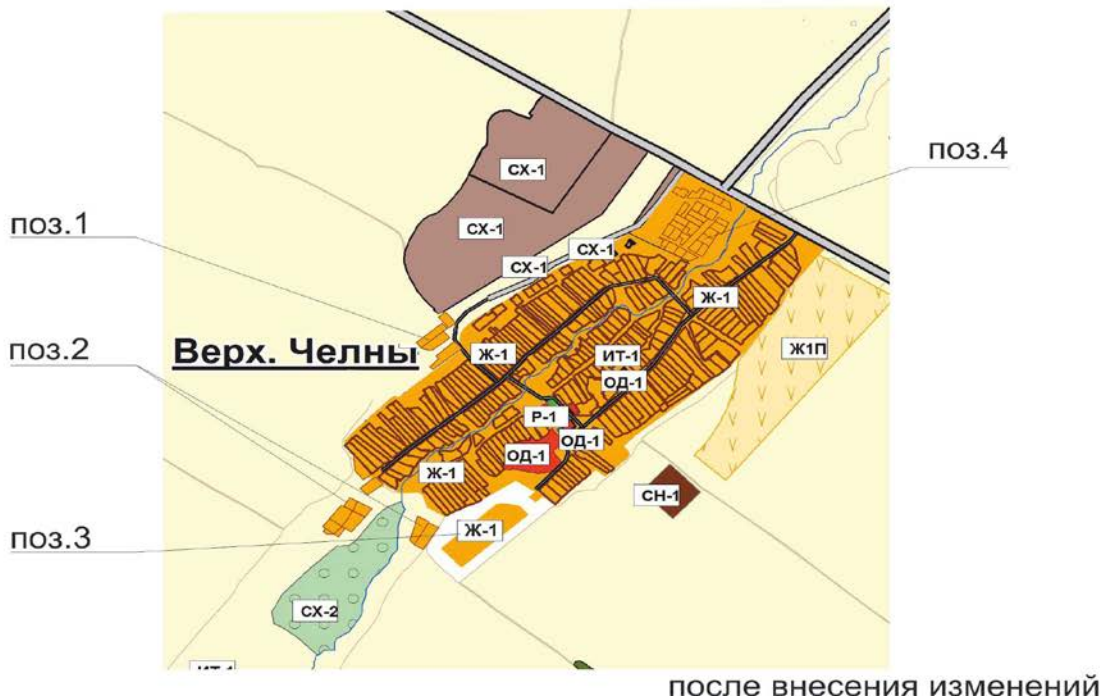 поз.4
СХ-1
поз.1
СХ-1
СХ-1
СХ-1
Ж-1
поз.2
Верх. Челны
Ж-1
ИТ-1
Ж1П
ОД-1
Р-1
ОД-1
ОД-1
Ж-1
СН-1
поз.3
Ж-1
СХ-2
ИТ-1
после внесения изменений